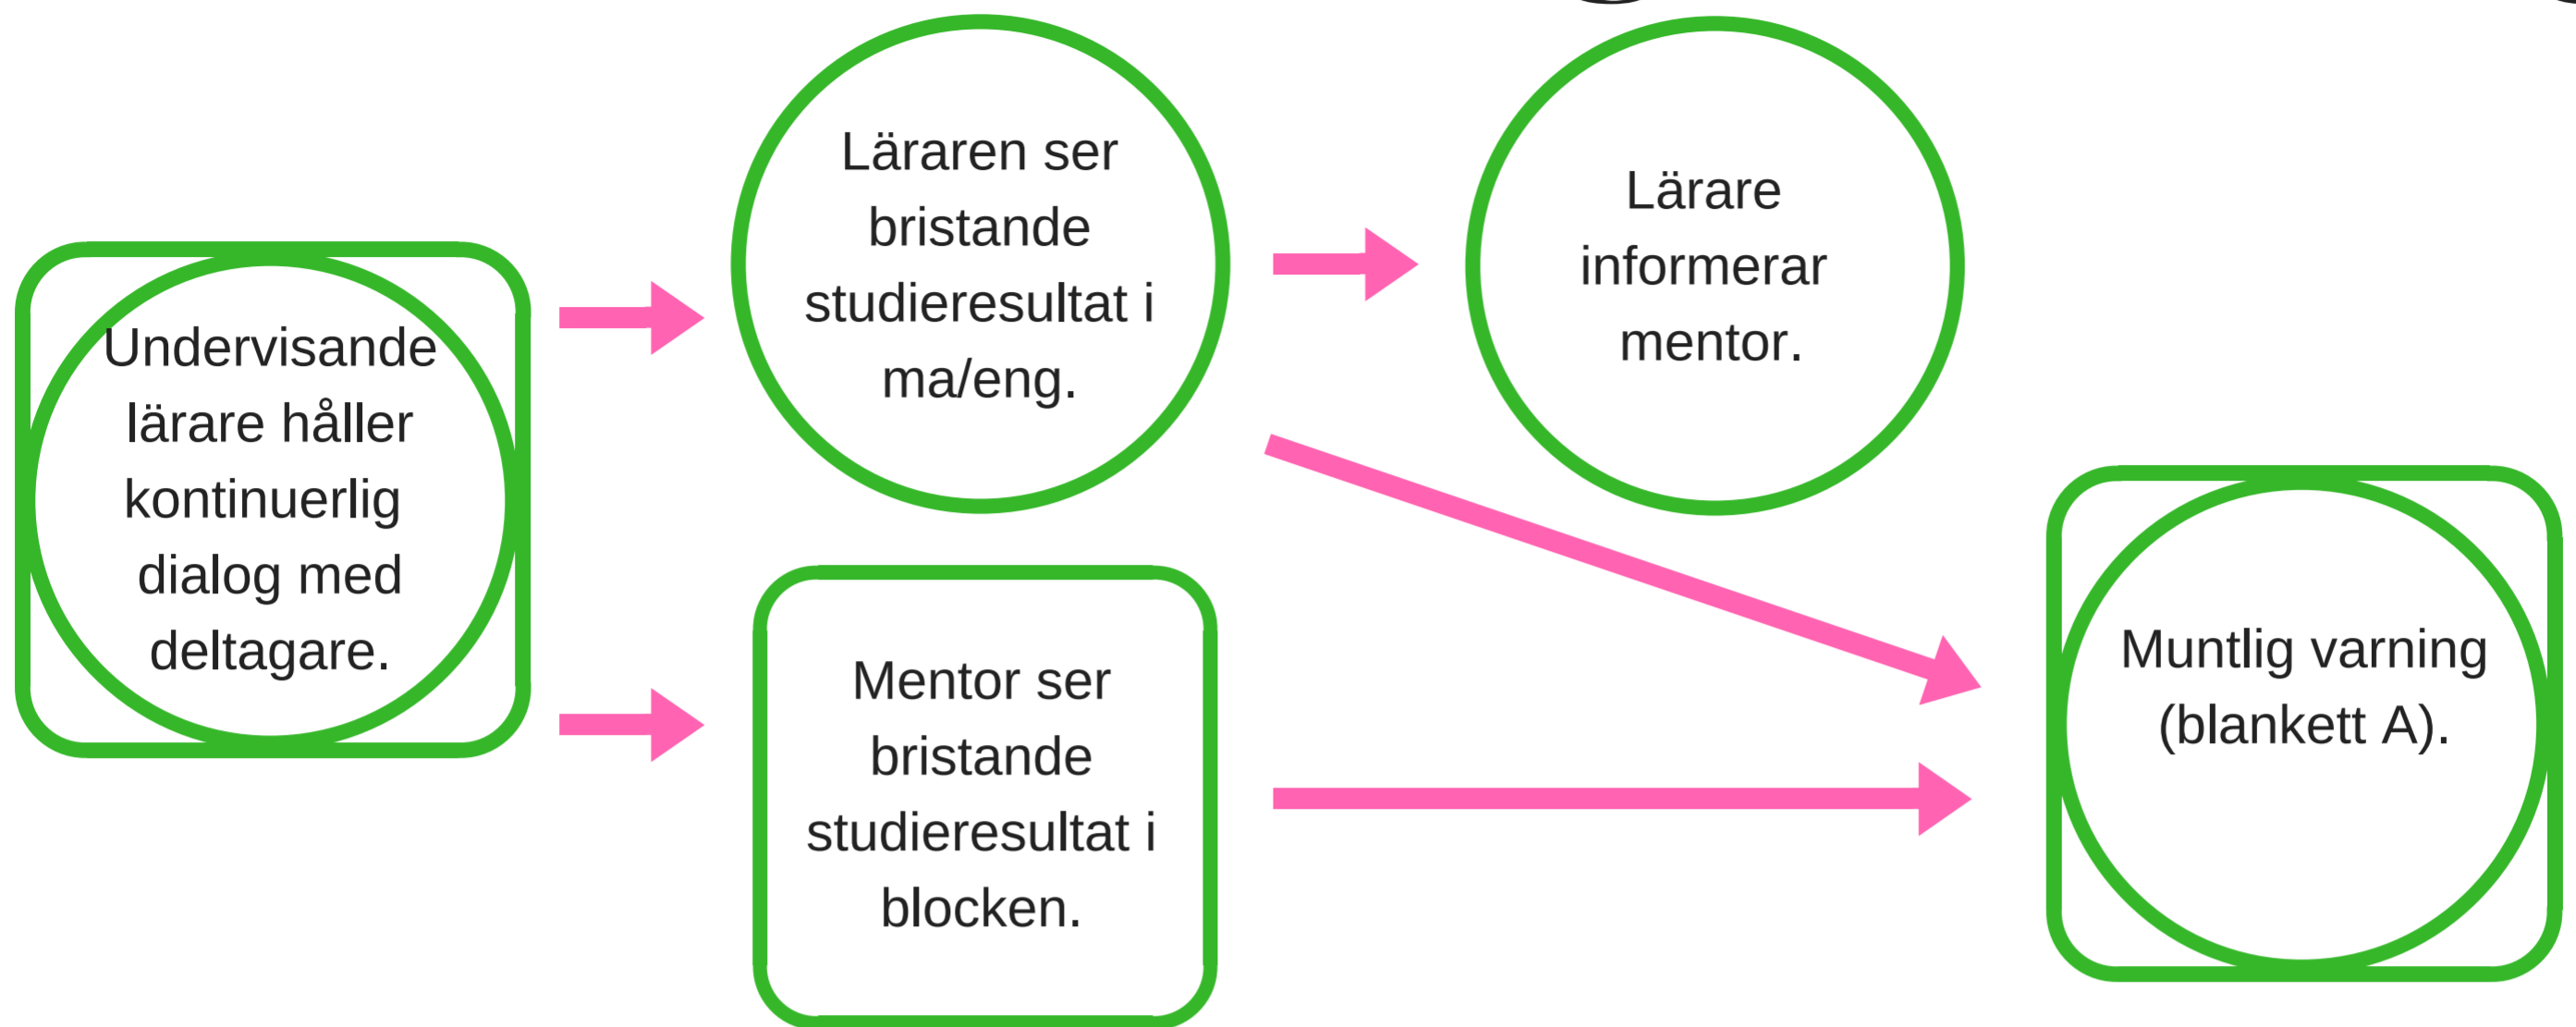 Undervisande
lärare håller
kontinuerlig
dialog med
deltagare.
Läraren ser
bristande
studieresultat i
ma/eng.
Lärare
informerar
mentor.
Mentor ser
bristande
studieresultat i
blocken.
Muntlig varning
(blankett A).